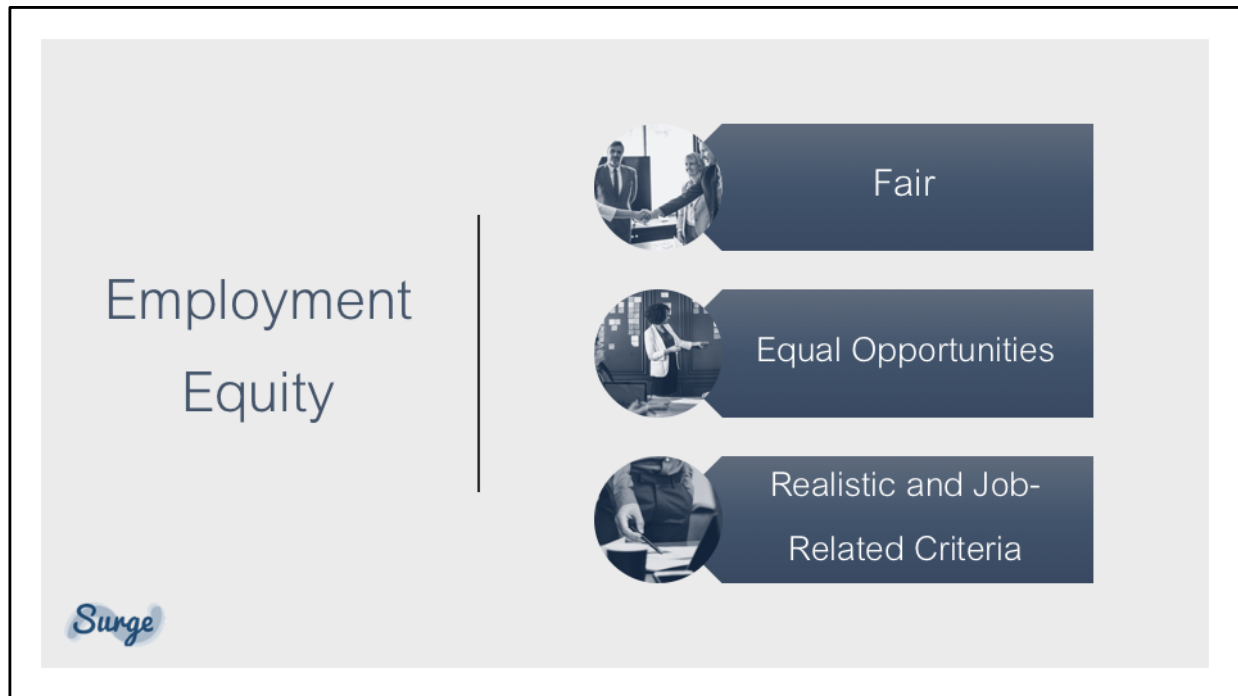 Employment
Equity
Fair
Equal Opportunities
Realistic and Job-
Related Criteria
Surge